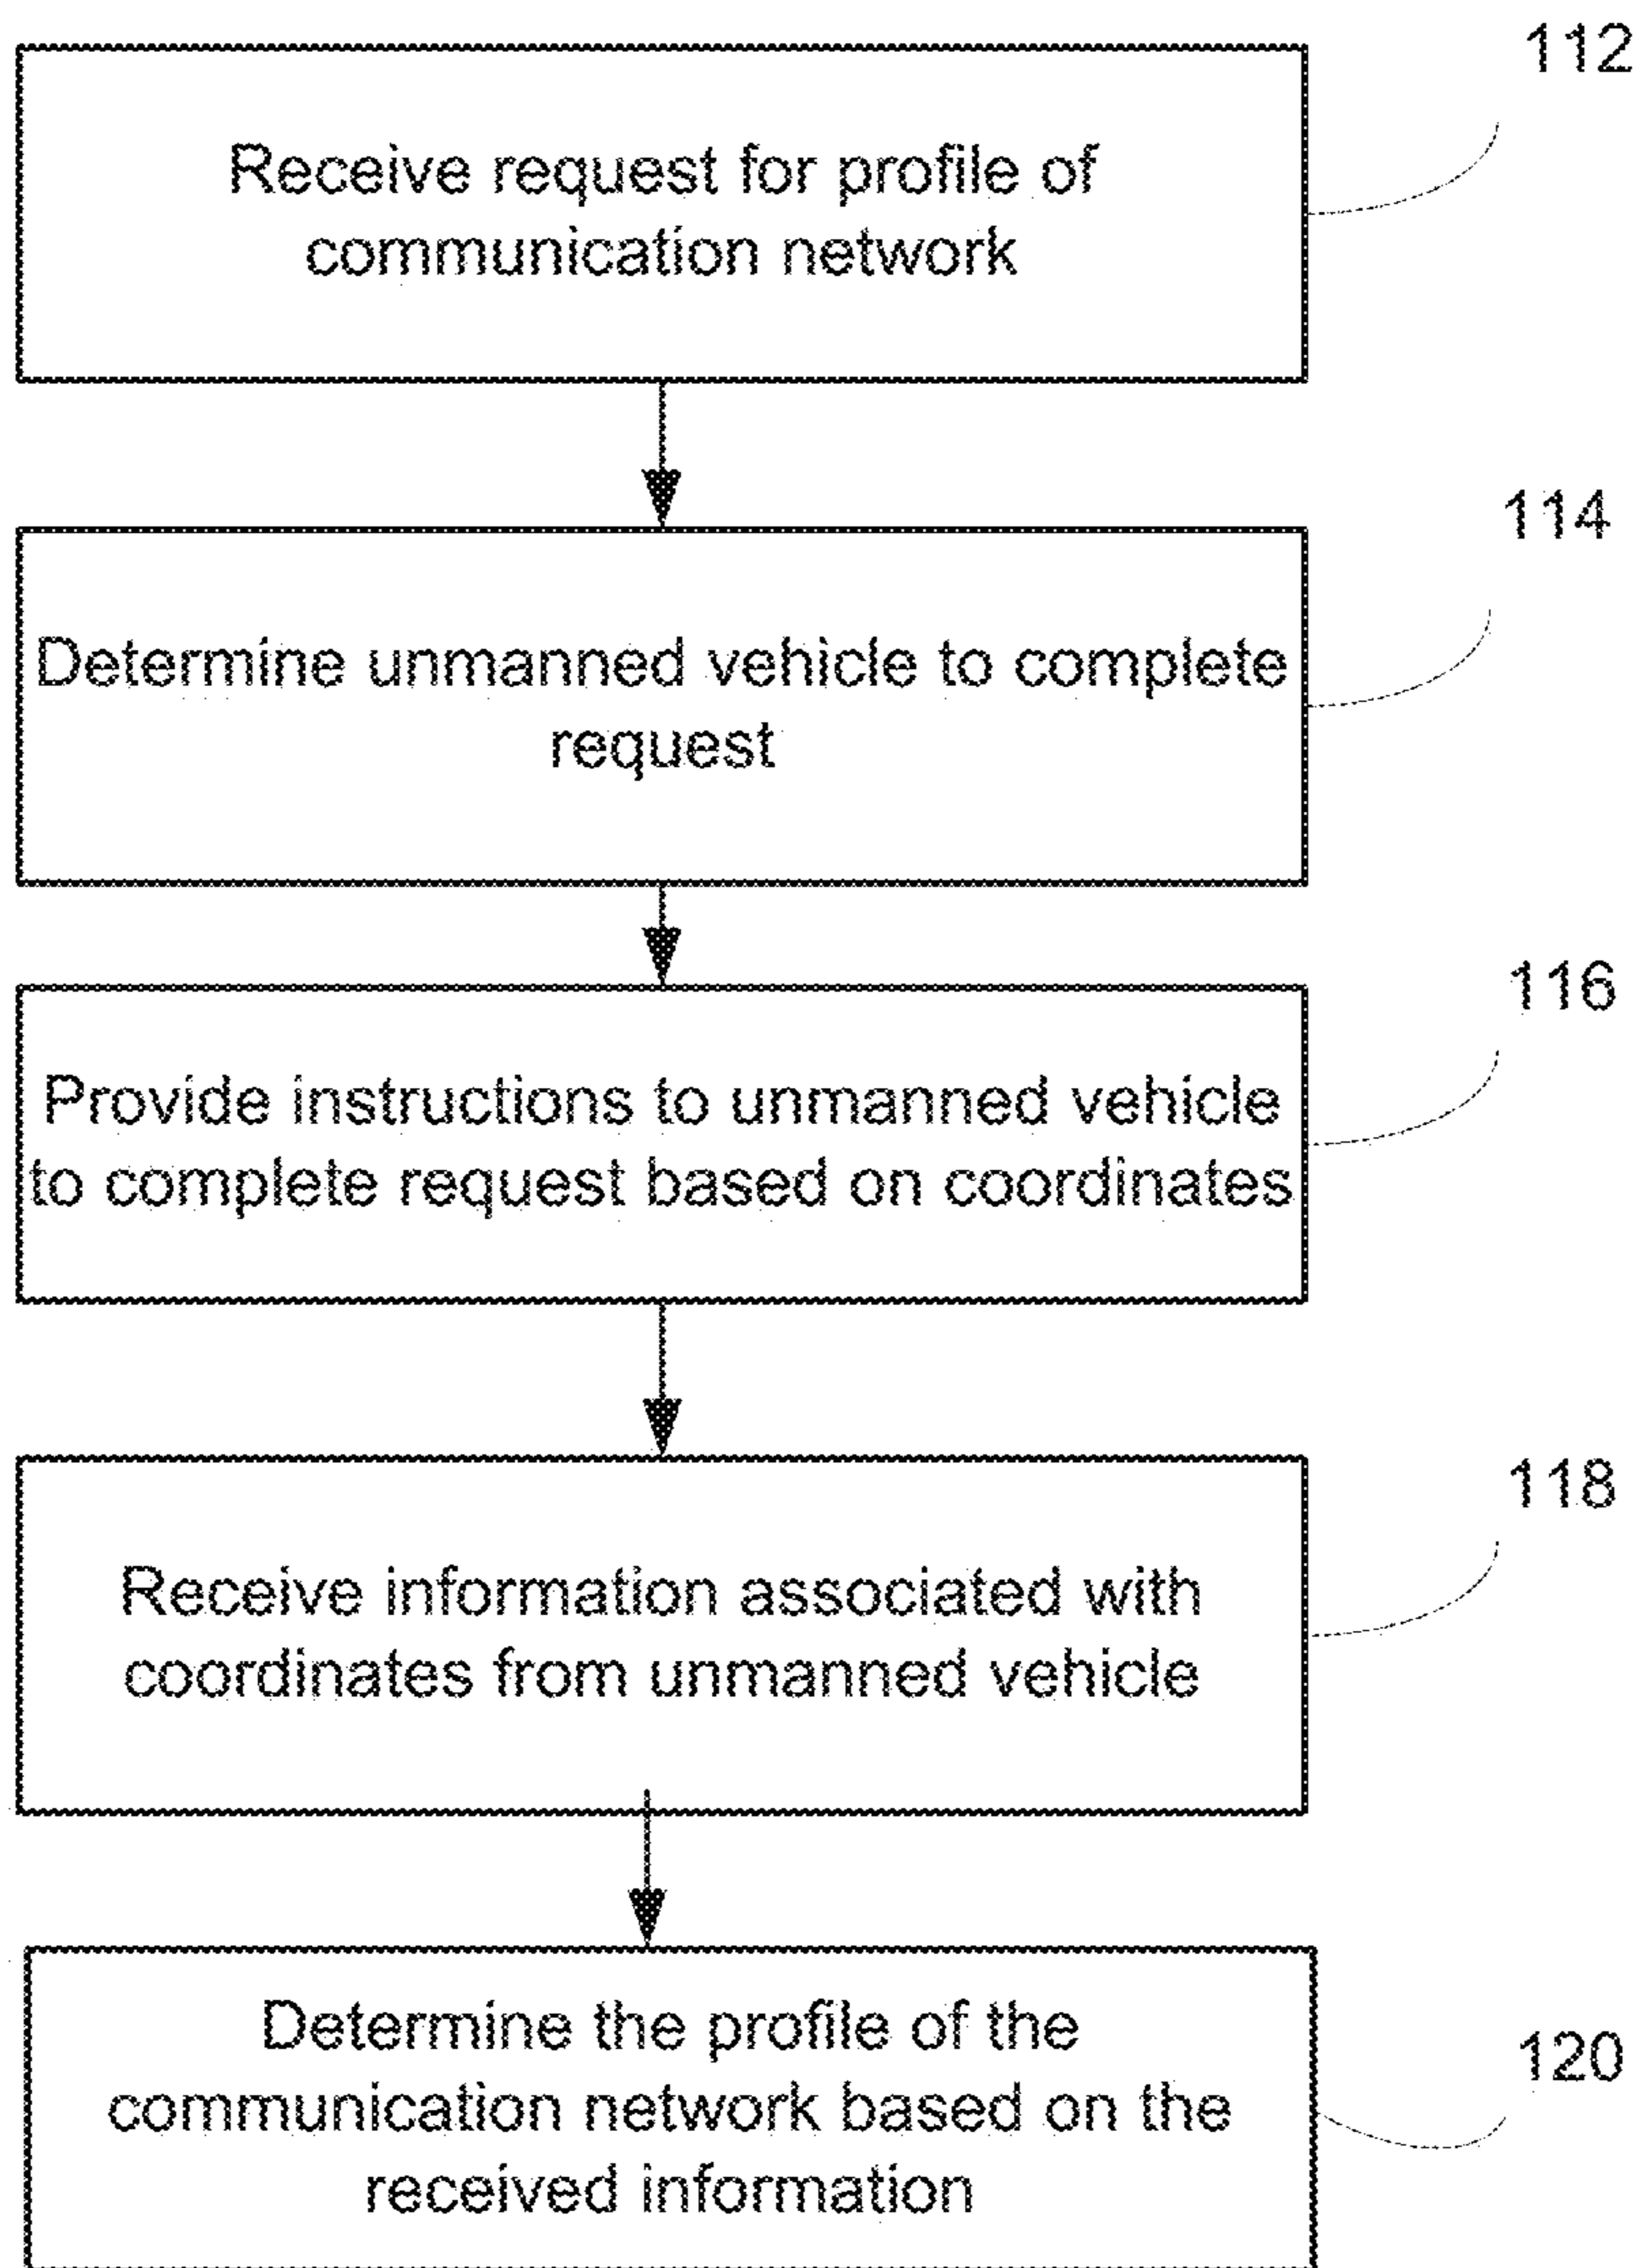 112
Receive request for profile of
communication network
114
Determine unmanned vehicle to complete
request
116
Provide instructions to unmanned vehicle
to complete request based on coordinates
118
Receive information associated with
coordinates from unmanned vehicle
120
Determine the profile of the
communication network based on the
received information